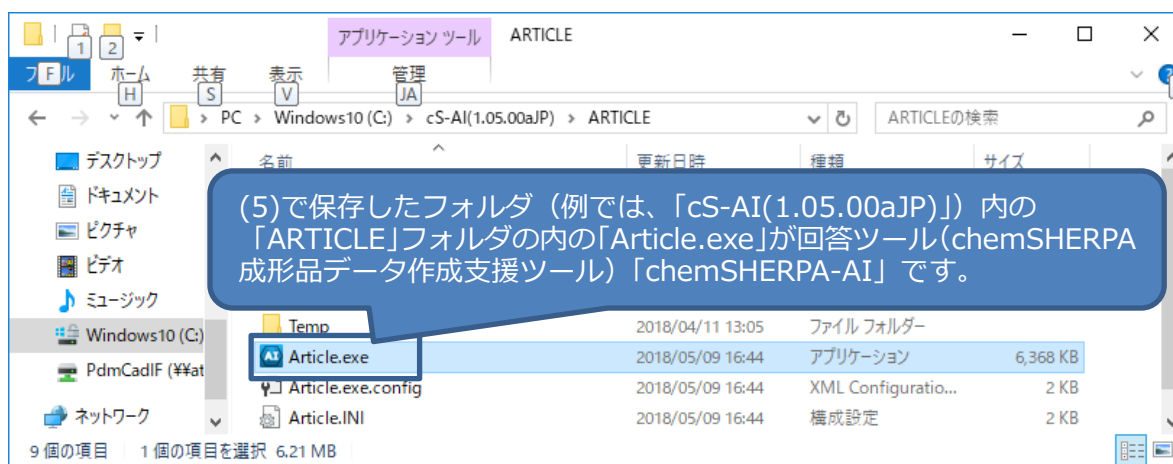 アプリケーション ツール ARTICLE
1 2
ファイル ホーム 共有 表示 管理
F H S V JA
PC › Windows10 (C:) › cS-AI(1.05.00aJP) › ARTICLE ARTICLEの検索
デスクトップ 名前 更新日時 種類 サイズ
ドキュメント
ピクチャ
ビデオ
ミュージック
(5)で保存したフォルダ（例では、「cS-AI(1.05.00aJP)」）内の
「ARTICLE」フォルダの内の「Article.exe」が回答ツール（chemSHERPA
成形品データ作成支援ツール）「chemSHERPA-AI」です。
Windows10 (C:) Temp 2018/04/11 13:05 ファイル フォルダー
AI Article.exe 2018/05/09 16:44 アプリケーション 6,368 KB
PdmCadIF (¥¥at Article.exe.config 2018/05/09 16:44 XML Configuratio... 2 KB
ネットワーク Article.INI 2018/05/09 16:44 構成設定 2 KB
9 個の項目 1 個の項目を選択 6.21 MB